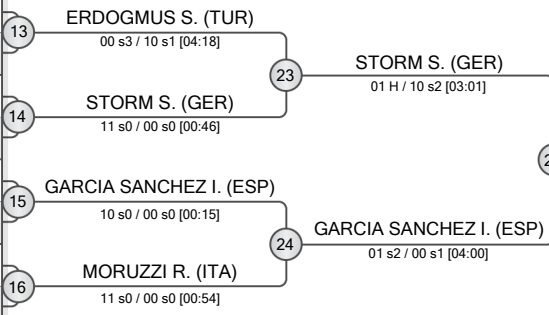 13
ERDOGMUS S. (TUR)
00 s3 / 10 s1 [04:18]
23
STORM S. (GER)
01 H / 10 s2 [03:01]
14
STORM S. (GER)
11 s0 / 00 s0 [00:46]
15
GARCIA SANCHEZ I. (ESP)
10 s0 / 00 s0 [00:15]
24
GARCIA SANCHEZ I. (ESP)
01 s2 / 00 s1 [04:00]
16
MORUZZI R. (ITA)
11 s0 / 00 s0 [00:54]